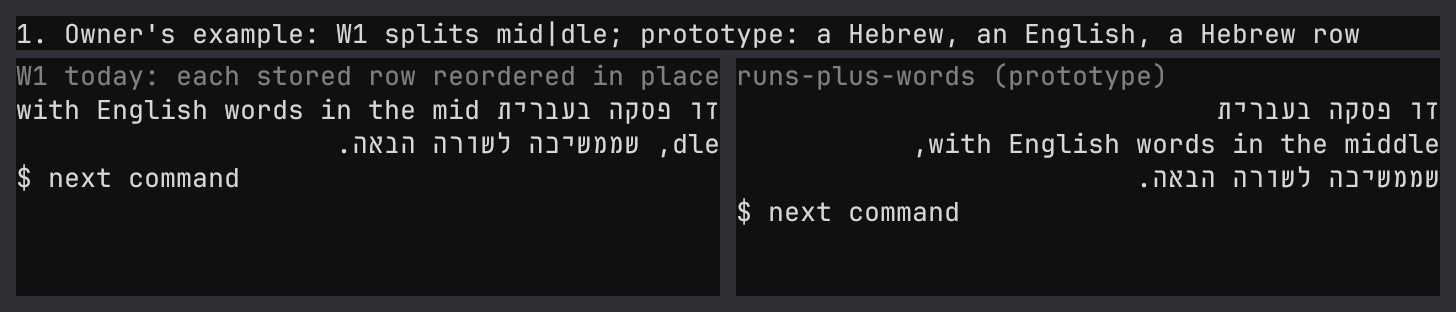 1. Owner's example: W1 splits mid|dle; prototype: a Hebrew, an English, a Hebrew row
W1 today: each stored row reordered in place
זו פסקה בעברית with English words in the mid
dle, שממשיכה לשורה הבאה.
$ next command
runs-plus-words (prototype)
זו פסקה בעברית
with English words in the middle,
שממשיכה לשורה הבאה.
$ next command